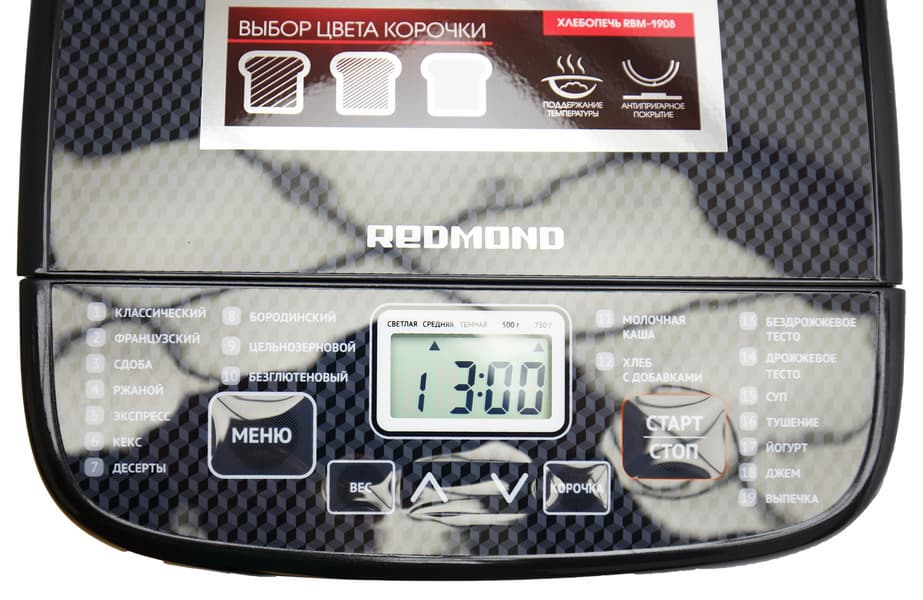 ВЫБОР ЦВЕТА КОРОЧКИ
ХЛЕБОПЕЧЬ RBM-1908
ПОДДЕРЖАНИЕ
ТЕМПЕРАТУРЫ
АНТИПРИГАРНОЕ
ПОКРЫТИЕ
REDMOND
1 КЛАССИЧЕСКИЙ
2 ФРАНЦУЗСКИЙ
3 СДОБА
4 РЖАНОЙ
5 ЭКСПРЕСС
6 КЕКС
7 ДЕСЕРТЫ
8 БОРОДИНСКИЙ
9 ЦЕЛЬНОЗЕРНОВОЙ
10 БЕЗГЛЮТЕНОВЫЙ
МЕНЮ
СВЕТЛАЯ СРЕДНЯЯ ТЕМНАЯ 500 г 750 г
1 3:00
ВЕС
КОРОЧКА
11 МОЛОЧНАЯ
КАША
12 ХЛЕБ
С ДОБАВКАМИ
СТАРТ
СТОП
13 БЕЗДРОЖЖЕВОЕ
ТЕСТО
14 ДРОЖЖЕВОЕ
ТЕСТО
15 СУП
16 ТУШЕНИЕ
17 ЙОГУРТ
18 ДЖЕМ
19 ВЫПЕЧКА